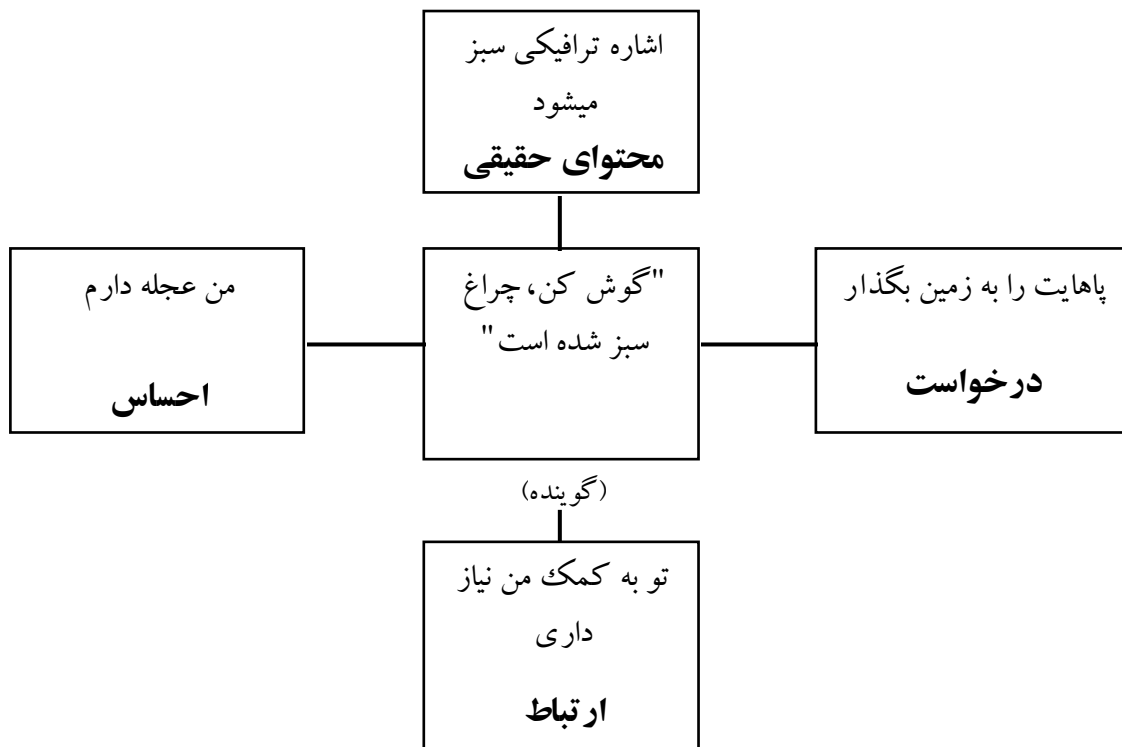 اشاره ترافیکی سبز
میشود
محتوای حقیقی
پاهایت را به زمین بگذار
درخواست
"گوش کن، چراغ
سبز شده است"
من عجله دارم
احساس
(گوینده)
تو به کمک من نیاز
داری
ارتباط